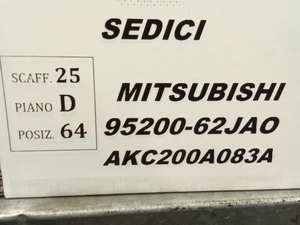 SEDICI
SCAFF. 25
PIANO D
POSIZ. 64
MITSUBISHI
95200-62JAO
AKC200A083A